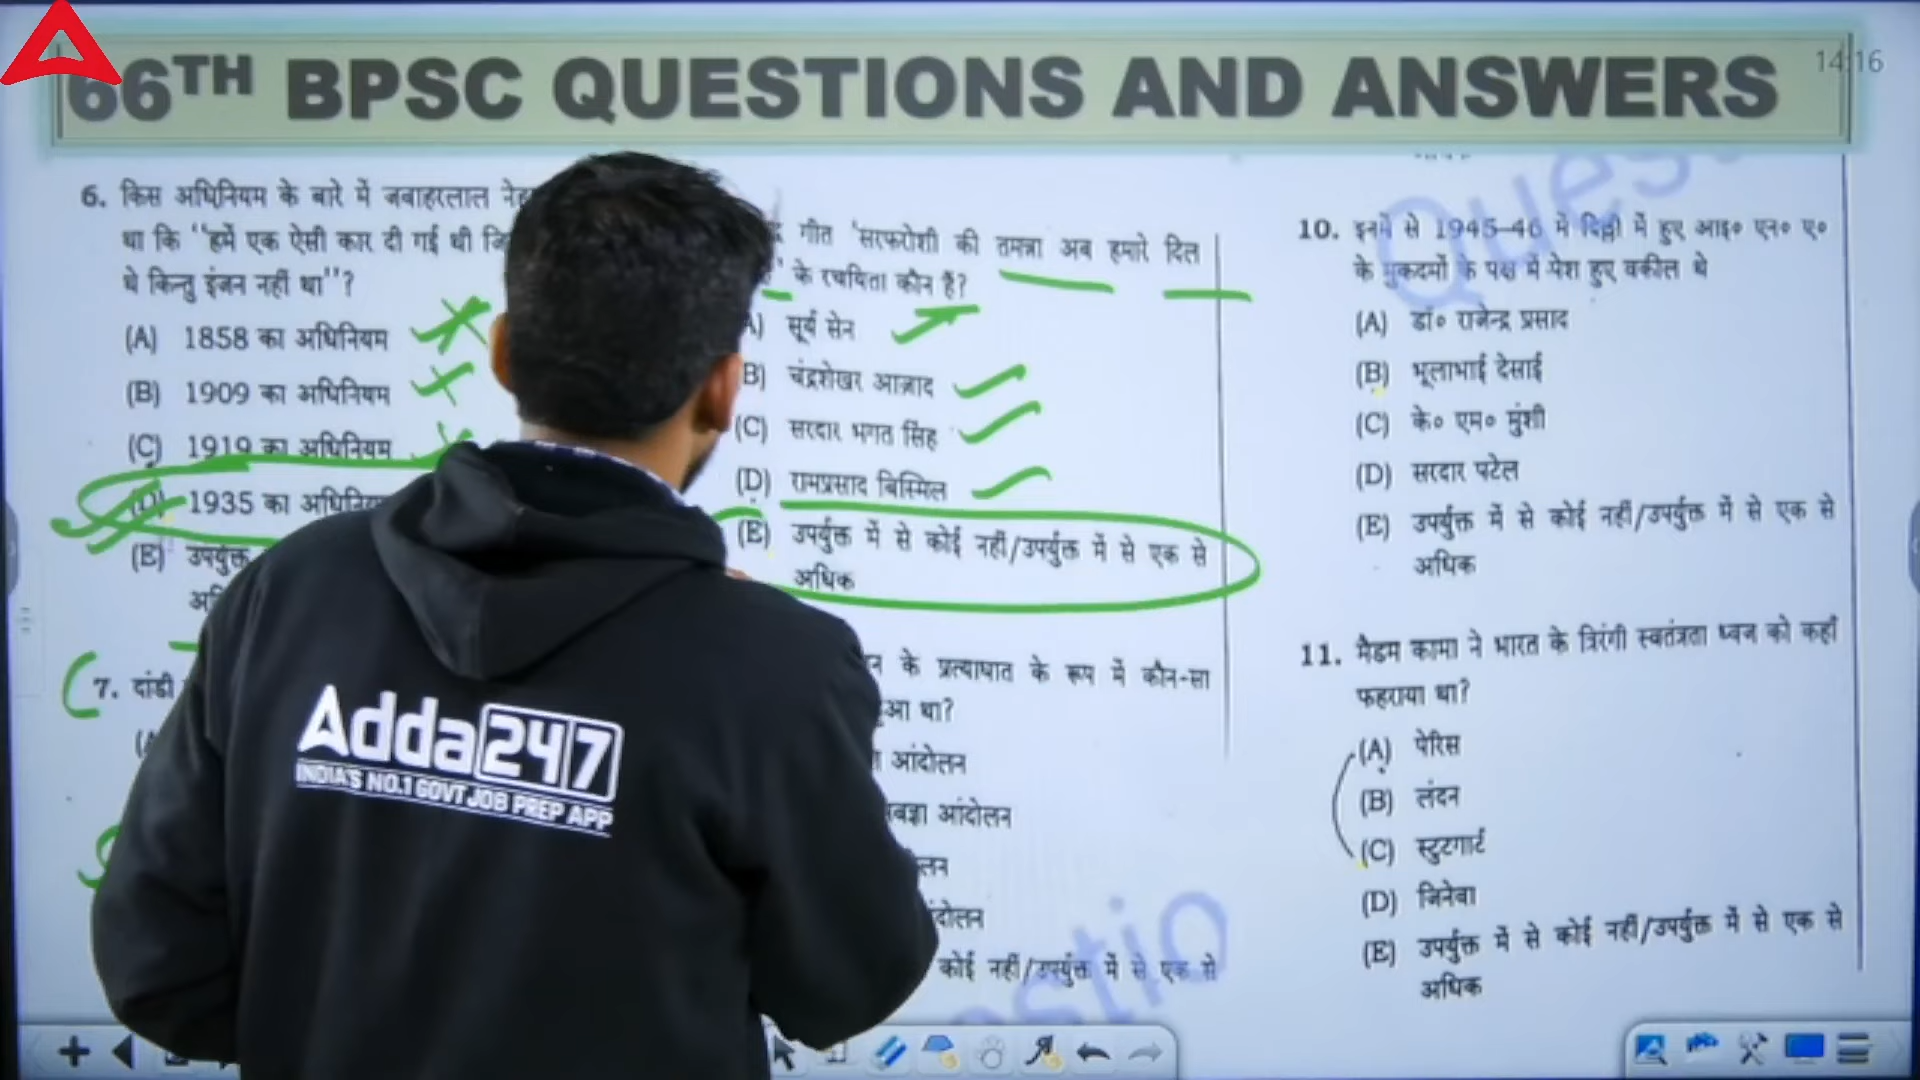 66TH BPSC QUESTIONS AND ANSWERS
14:16
6. किस अधिनियम के बारे में जवाहरलाल
था कि ‘‘हमें एक ऐसी कार दी गई थी
थे किन्तु इंजन नहीं था’’?
(A) 1858 का अधिनियम
(B) 1909 का अधिनियम
(C) 1919 का अधिनियम
(D) 1935 का
(E) उपर्युक्त
7. दांडी
गीत ‘सरफरोशी की तमन्ना अब हमारे दिल
’ के रचयिता कौन हैं?
सूर्य सेन
B) चंद्रशेखर आज़ाद
(C) सरदार भगत सिंह
(D) रामप्रसाद बिस्मिल
(E) उपर्युक्त में से कोई नहीं/उपर्युक्त में से एक से
अधिक
के प्रत्याघात के रूप में कौन-सा
था?
आंदोलन
आंदोलन
कोई नहीं/उपर्युक्त में से एक से
10. इनमें से 1945–46 में दिल्ली में हुए आइ० एन० ए०
के मुकदमों के पक्ष में पेश हुए वकील थे
(A) डॉ० राजेन्द्र प्रसाद
(B) भूलाभाई देसाई
(C) के० एम० मुंशी
(D) सरदार पटेल
(E) उपर्युक्त में से कोई नहीं/उपर्युक्त में से एक से
अधिक
11. मैडम कामा ने भारत के त्रिरंगी स्वतंत्रता ध्वज को कहाँ
फहराया था?
(A) पेरिस
(B) लंदन
(C) स्टुटगार्ट
(D) जिनेवा
(E) उपर्युक्त में से कोई नहीं/उपर्युक्त में से एक से
अधिक
Adda247
INDIA'S NO.1 GOVT JOB PREP APP